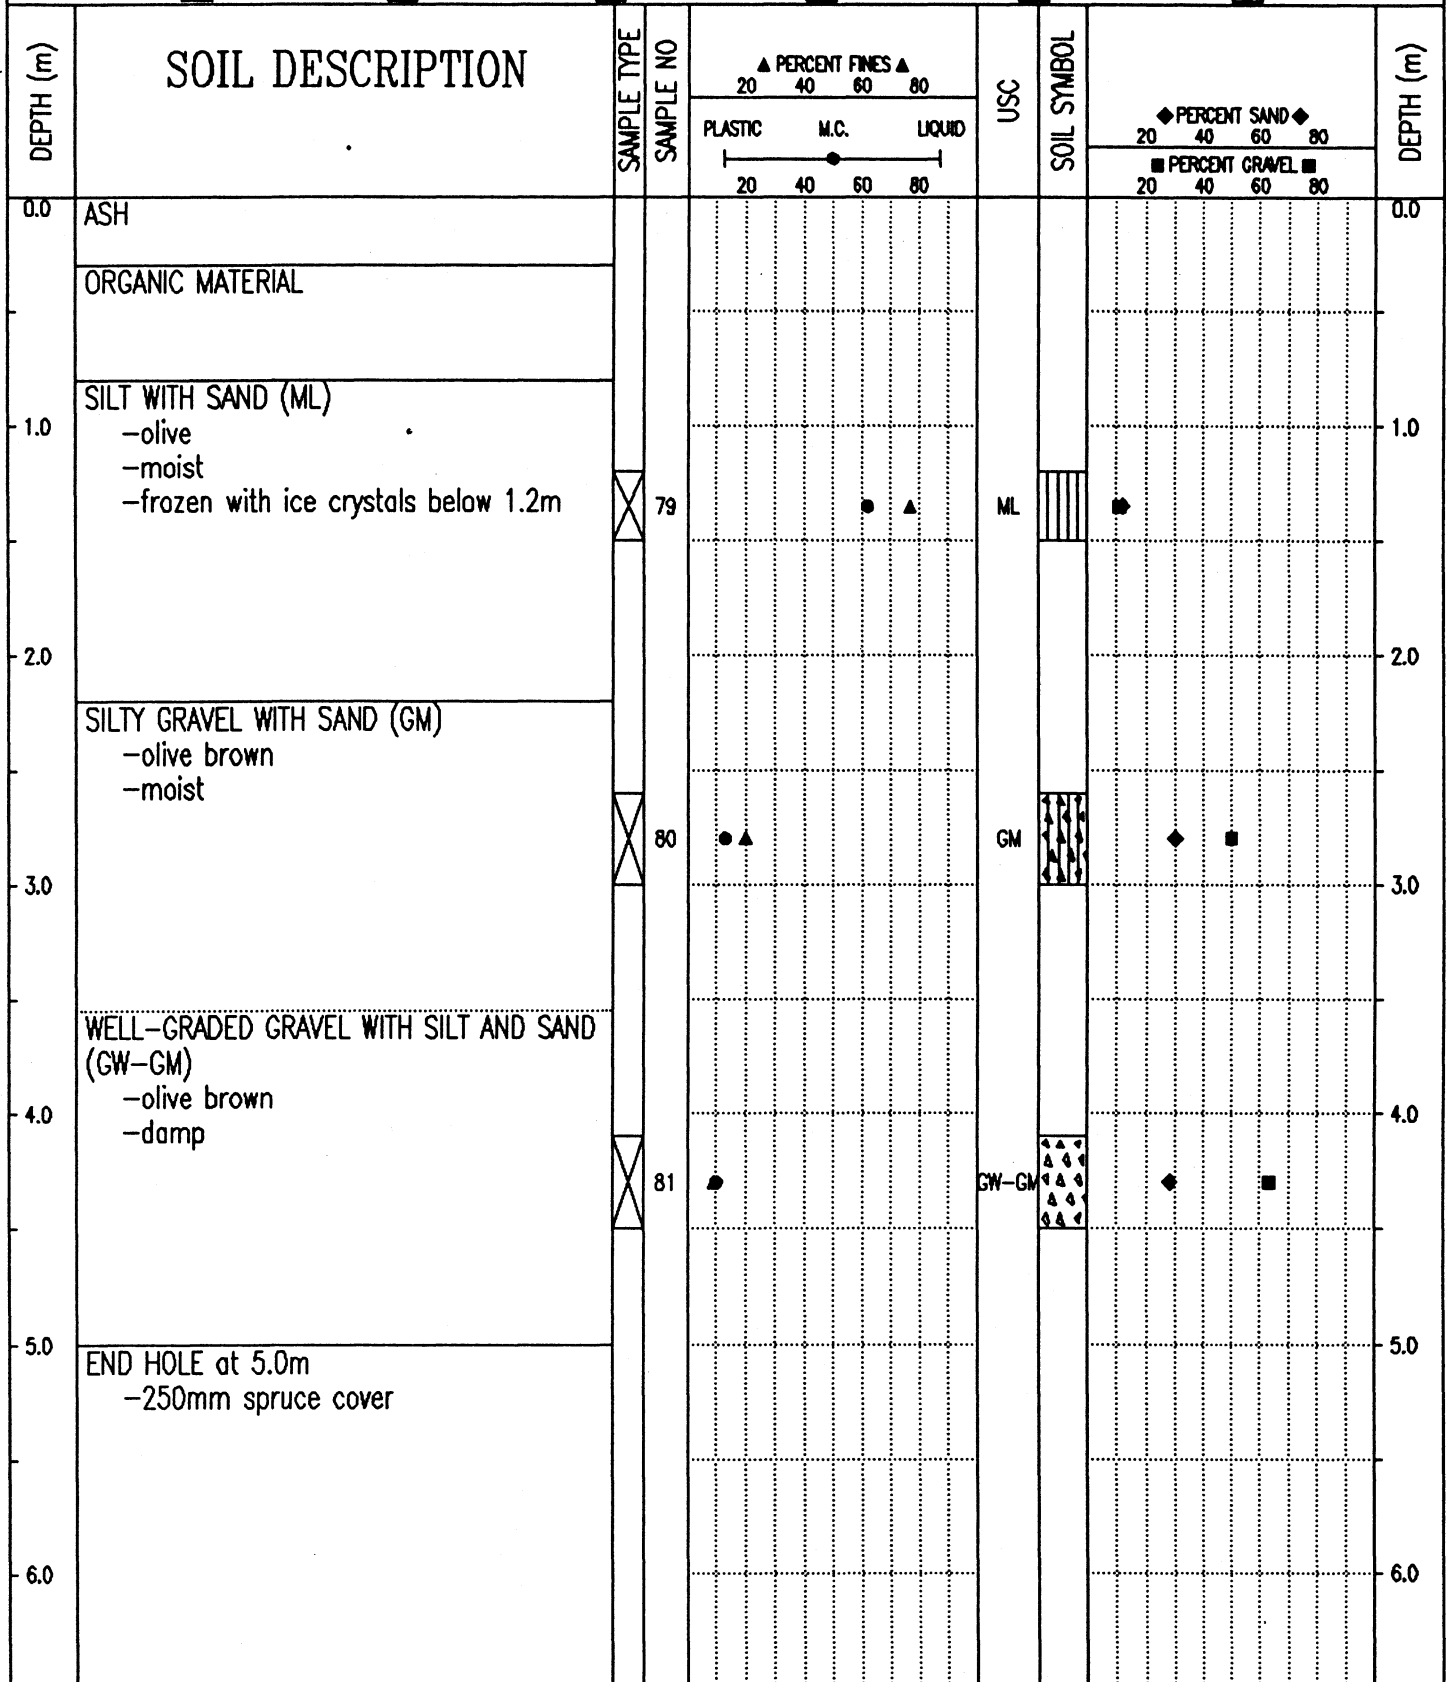 DEPTH (m)
SOIL DESCRIPTION
SAMPLE TYPE
SAMPLE NO
▲ PERCENT FINES ▲
20 40 60 80
PLASTIC M.C. LIQUID
20 40 60 80
USC
SOIL SYMBOL
◆PERCENT SAND◆
20 40 60 80
■ PERCENT GRAVEL ■
20 40 60 80
DEPTH (m)
0.0 ASH 0.0
ORGANIC MATERIAL
SILT WITH SAND (ML)
1.0 -olive 1.0
-moist
-frozen with ice crystals below 1.2m 79 ML
2.0 2.0
SILTY GRAVEL WITH SAND (GM)
-olive brown
-moist
80 GM
3.0 3.0
WELL-GRADED GRAVEL WITH SILT AND SAND
(GW-GM)
-olive brown
4.0 4.0
-damp
81 GW-GM
5.0 5.0
END HOLE at 5.0m
-250mm spruce cover
6.0 6.0